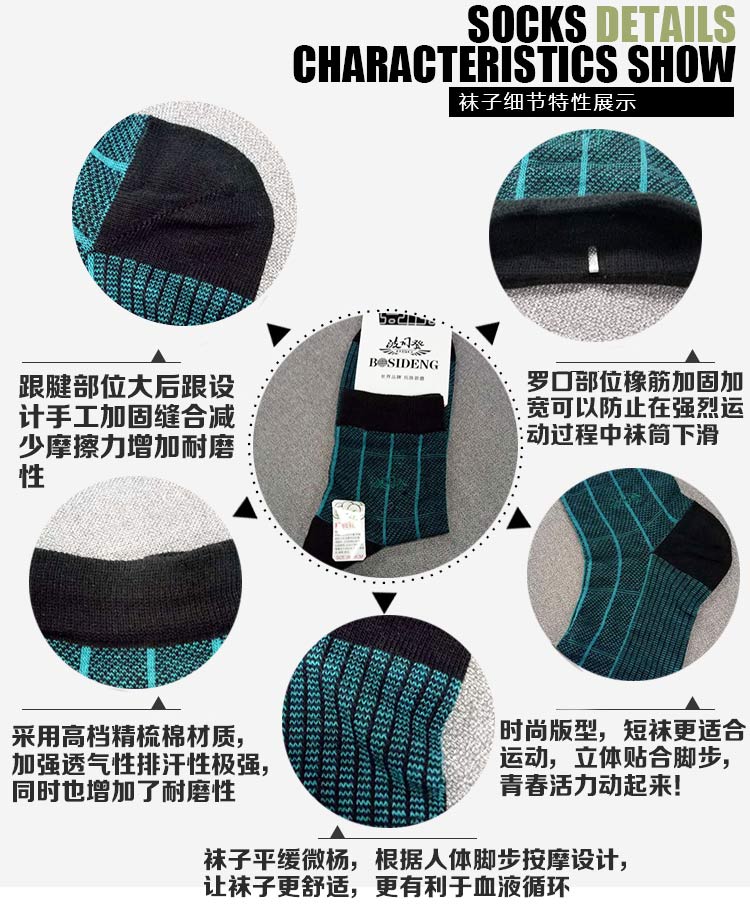 SOCKS DETAILS
CHARACTERISTICS SHOW
袜子细节特性展示
波司登
BOSIDENG
跟腱部位大后跟设
计手工加固缝合减
少摩擦力增加耐磨
性
罗口部位橡筋加固加
宽可以防止在强烈运
动过程中袜筒下滑
采用高档精梳棉材质，
加强透气性排汗性极强，
同时也增加了耐磨性
时尚版型，短袜更适合
运动，立体贴合脚步，
青春活力动起来！
袜子平缓微杨，根据人体脚步按摩设计，
让袜子更舒适，更有利于血液循环